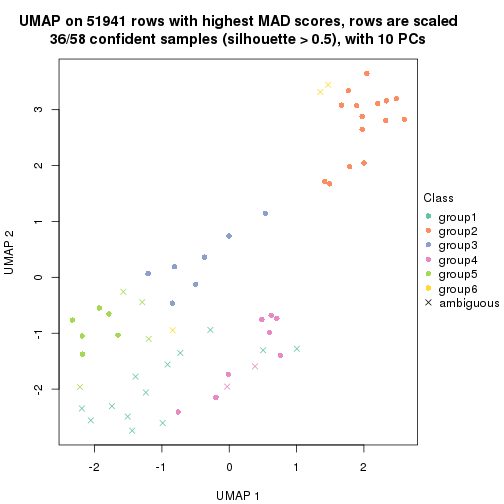 UMAP on 51941 rows with highest MAD scores, rows are scaled
36/58 confident samples (silhouette > 0.5), with 10 PCs
3
2
1
0
-1
-2
UMAP 2
-2
-1
0
1
2
UMAP 1
Class
group1
group2
group3
group4
group5
group6
ambiguous